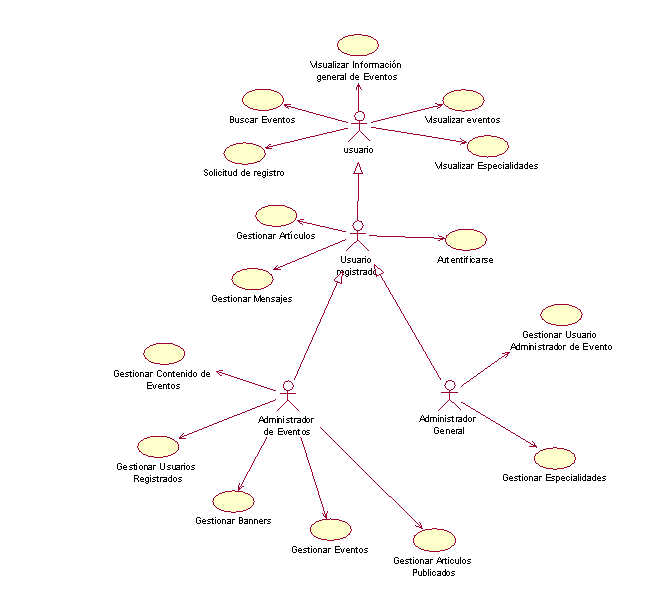 Visualizar Información
general de Eventos
Buscar Eventos
Visualizar eventos
usuario
Solicitud de registro
Visualizar Especialidades
Gestionar Artículos
Usuario
registrado
Autentificarse
Gestionar Mensajes
Gestionar Usuario
Administrador de Evento
Gestionar Contenido de
Eventos
Administrador
de Eventos
Administrador
General
Gestionar Usuarios
Registrados
Gestionar Especialidades
Gestionar Banners
Gestionar Eventos
Gestionar Articulos
Publicados